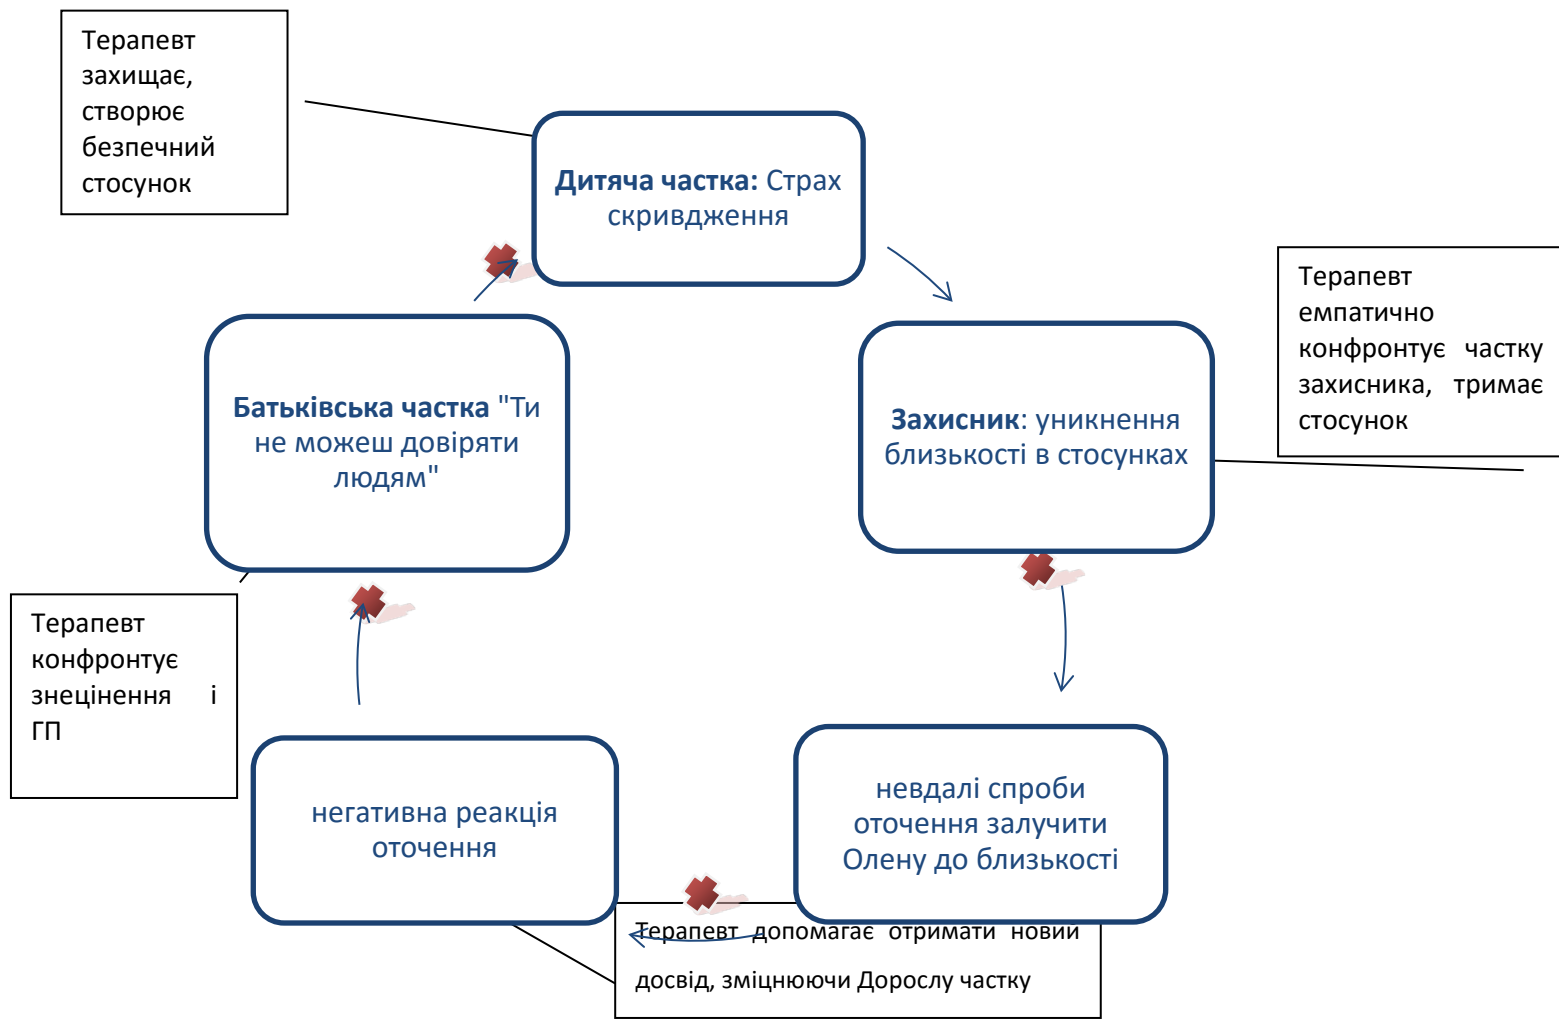 Терапевт
захищає,
створює
безпечний
стосунок
Дитяча частка: Страх
скривдження
Терапевт
емпатично
конфронтує частку
захисника, тримає
стосунок
Батьківська частка "Ти
не можеш довіряти
людям"
Захисник: уникнення
близькості в стосунках
Терапевт
конфронтує
знецінення і
ГП
негативна реакція
оточення
невдалі спроби
оточення залучити
Олену до близькості
Терапевт допомагає отримати новий
досвід, зміцнюючи Дорослу частку